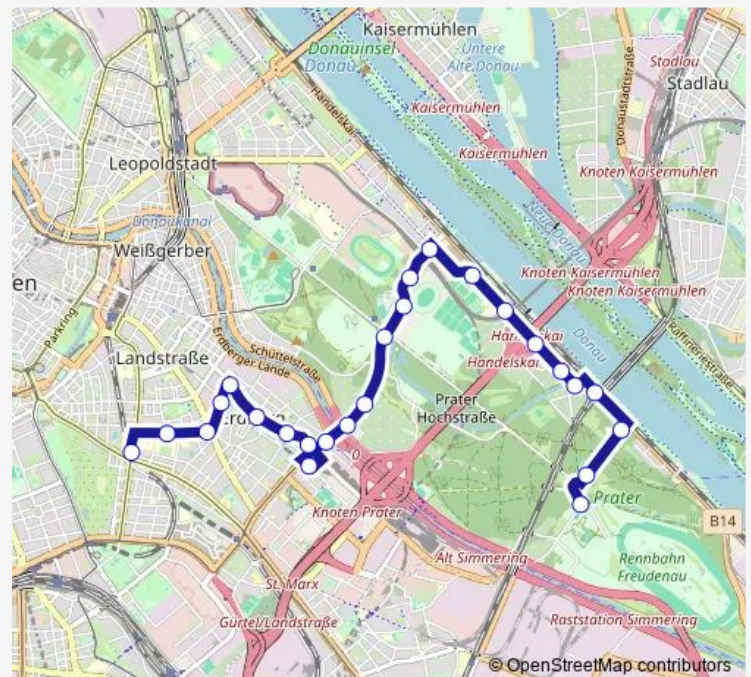 Kaisermühlen
Donauinsel
Donau
Untere
Alte Donau
Stadlau
Stadlau
Donaustadtstraße
Handelskai
Kaisermühlen
Kaisermühlen
Knoten Kaisermühlen
Leopoldstadt
Donaukanal
Weißgerber
Neue Donau
en
Knoten Kaisermühlen
Knoten Kaisermühlen
Parkring
Landstraße
Schüttelstraße
Erdberger Lände
Handelskai
Donau
Handelskai
Raffineriestraße
Prater
Hochstraße
Knoten Prater
Prater
B14
Alt Simmering
Rennbahn
Freudenau
St. Marx
Gürtel/Landstraße
Raststation Simmering
© OpenStreetMap contributors